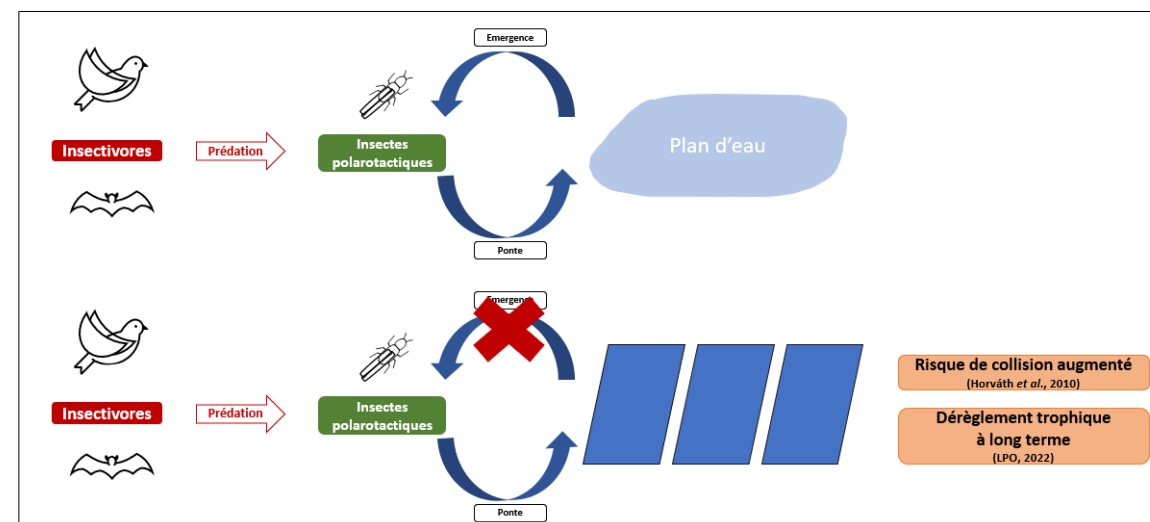 Emergence
Insectivores
Prédation
Insectes
polarotactiques
Plan d'eau
Ponte
Emergence
Insectivores
Prédation
Insectes
polarotactiques
Ponte
Risque de collision augmenté
(Horváth et al., 2010)
Dérèglement trophique
à long terme
(LPO, 2022)